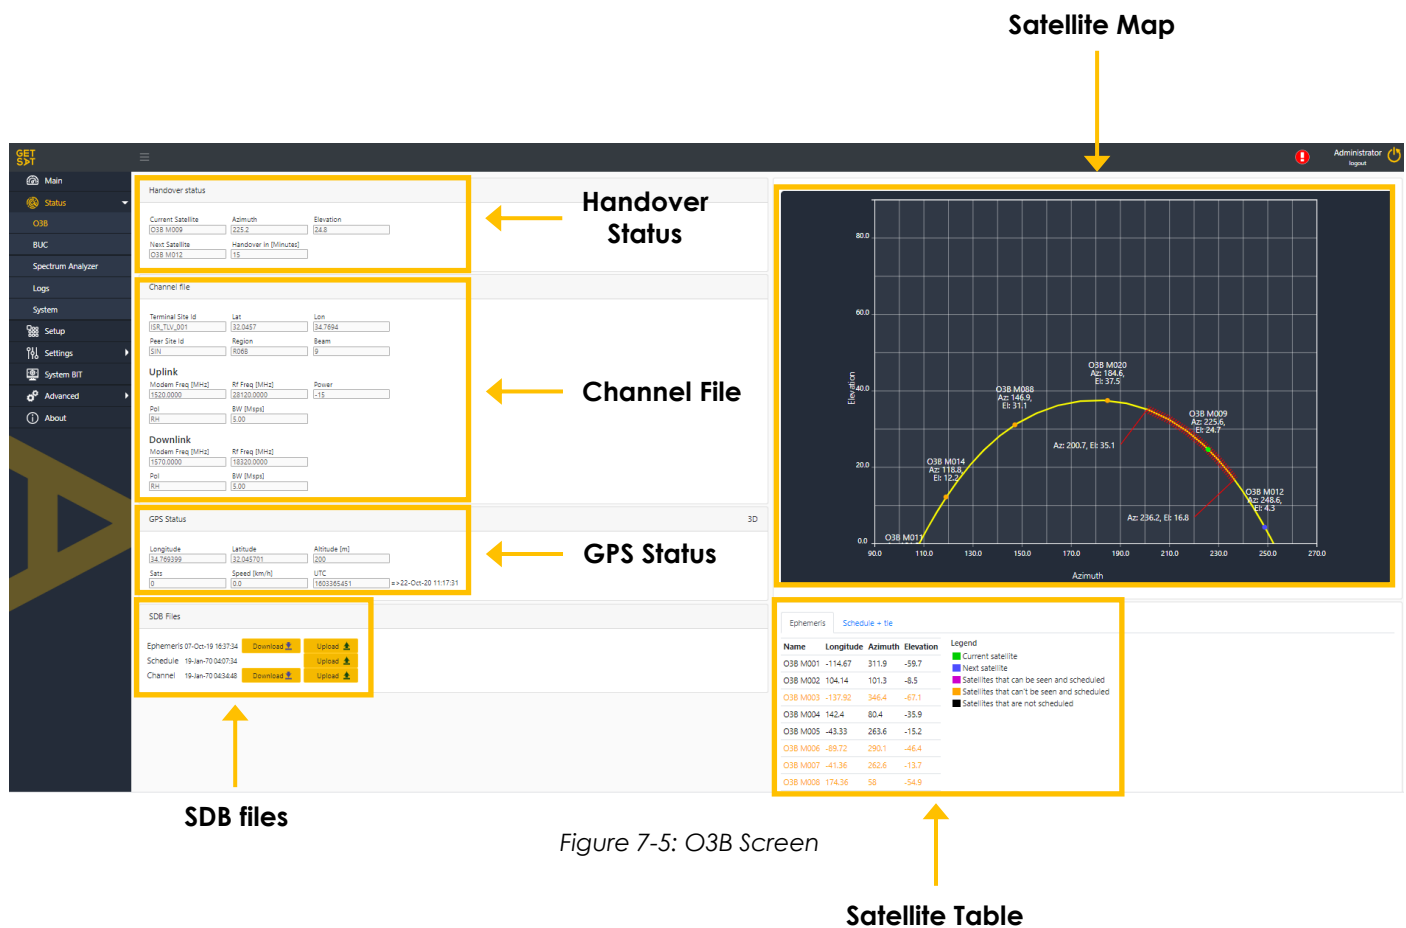 Satellite Map
GET
SAT
Administrator
logout
Main
Status
O3B
BUC
Spectrum Analyzer
Logs
System
Setup
Settings
System BIT
Advanced
About
Handover status
Current Satellite Azimuth Elevation
O3B M009 225.2 24.8
Next Satellite Handover in [Minutes]
O3B M012 15
Handover
Status
Channel file
Terminal Site Id Lat Lon
ISR_TLV_001 32.0457 34.7694
Peer Site Id Region Beam
SIN R06B 9
Uplink
Modem Freq [MHz] Rf Freq [MHz] Power
1520.0000 28120.0000 -15
Pol BW [Msps]
RH 5.00
Downlink
Modem Freq [MHz] Rf Freq [MHz]
1570.0000 18320.0000
Pol BW [Msps]
RH 5.00
Channel File
GPS Status 3D
Longitude Latitude Altitude [m]
34.769399 32.045701 200
Sats Speed [km/h] UTC
0 0.0 1603365451 =>22-Oct-20 11:17:31
GPS Status
SDB Files
Ephemeris 07-Oct-19 16:37:34 Download Upload
Schedule 19-Jan-70 04:07:34 Upload
Channel 19-Jan-70 04:34:48 Download Upload
SDB files
80.0
60.0
40.0
20.0
0.0
Elevation
O3B M020
Az: 184.6,
El: 37.5
O3B M088
Az: 146.9,
El: 31.1
O3B M009
Az: 225.6,
El: 24.7
Az: 200.7, El: 35.1
O3B M014
Az: 118.8,
El: 12.2
O3B M012
Az: 248.6,
El: 4.3
Az: 236.2, El: 16.8
O3B M011
90.0 110.0 130.0 150.0 170.0 190.0 210.0 230.0 250.0 270.0
Azimuth
Ephemeris Schedule + tle
Name Longitude Azimuth Elevation
O3B M001 -114.67 311.9 -59.7
O3B M002 104.14 101.3 -8.5
O3B M003 -137.92 346.4 -67.1
O3B M004 142.4 80.4 -35.9
O3B M005 -43.33 263.6 -15.2
O3B M006 -89.72 290.1 -46.4
O3B M007 -41.36 262.6 -13.7
O3B M008 174.36 58 -54.9
Legend
Current satellite
Next satellite
Satellites that can be seen and scheduled
Satellites that can't be seen and scheduled
Satellites that are not scheduled
Figure 7-5: O3B Screen
Satellite Table